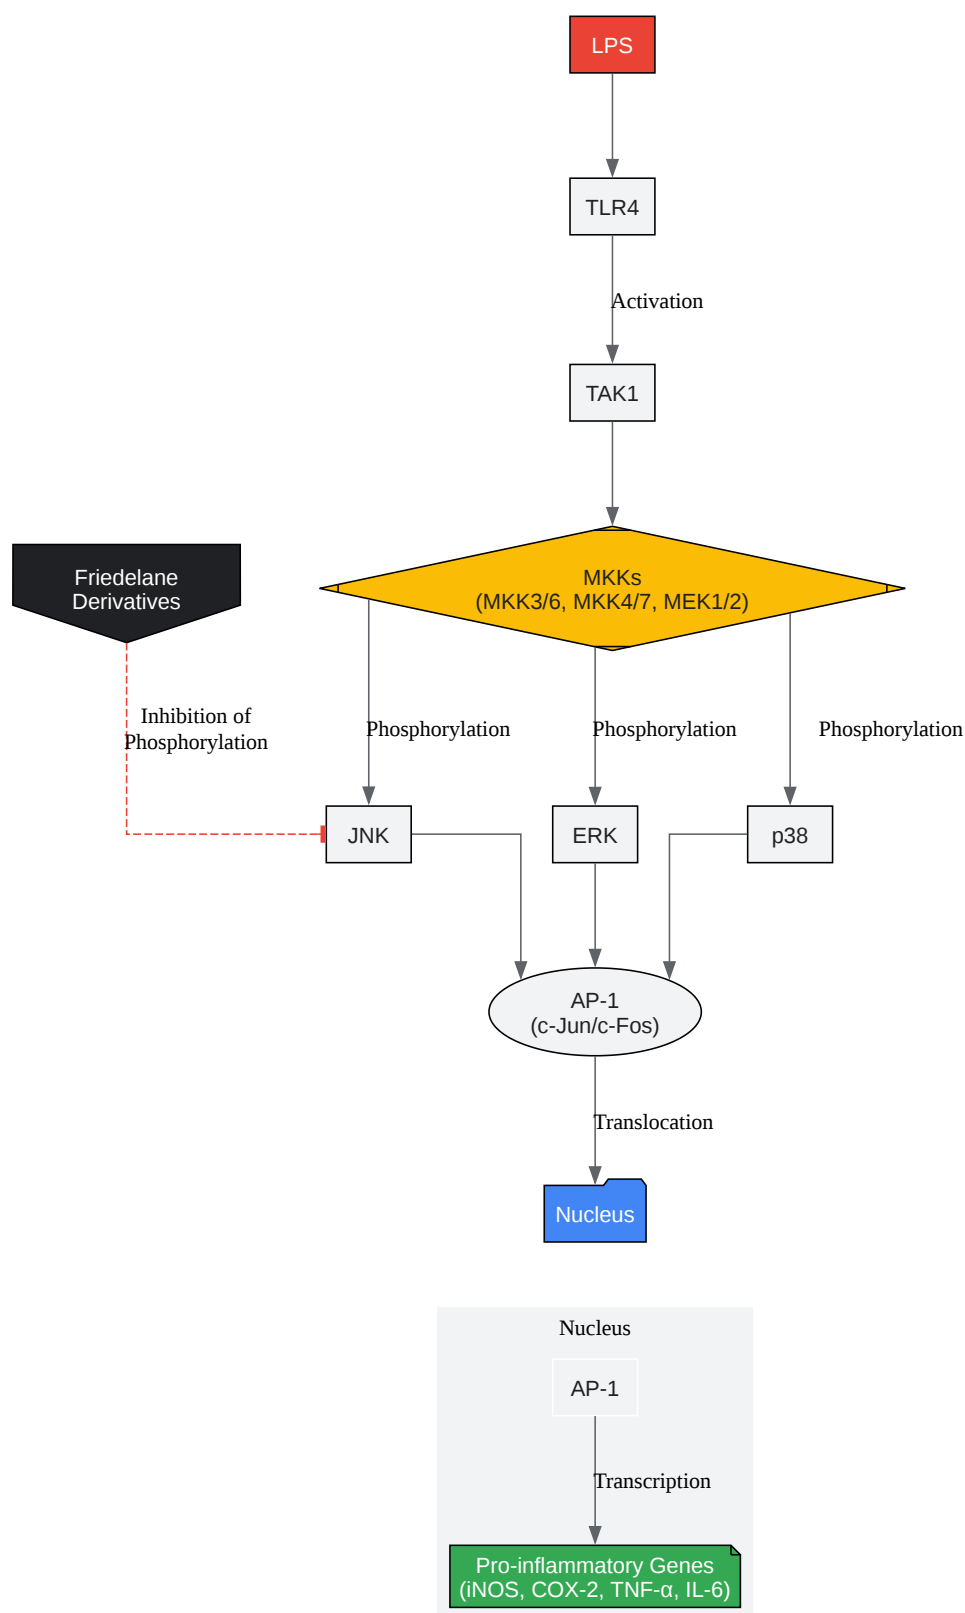 LPS
TLR4
Activation
TAK1
MKKs
(MKK3/6, MKK4/7, MEK1/2)
Friedelane
Derivatives
Inhibition of
Phosphorylation
Phosphorylation
Phosphorylation
Phosphorylation
JNK
ERK
p38
AP-1
(c-Jun/c-Fos)
Translocation
Nucleus
Nucleus
AP-1
Transcription
Pro-inflammatory Genes
(iNOS, COX-2, TNF-α, IL-6)